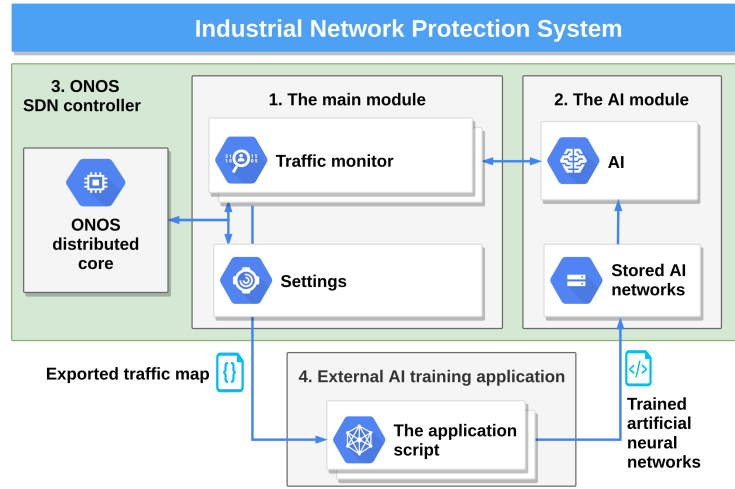 Industrial Network Protection System
3. ONOS
SDN controller
1. The main module
2. The AI module
Traffic monitor
AI
ONOS
distributed
core
Settings
Stored AI
networks
Exported traffic map
{}
4. External AI training application
</>
The application
script
Trained
artificial
neural
networks